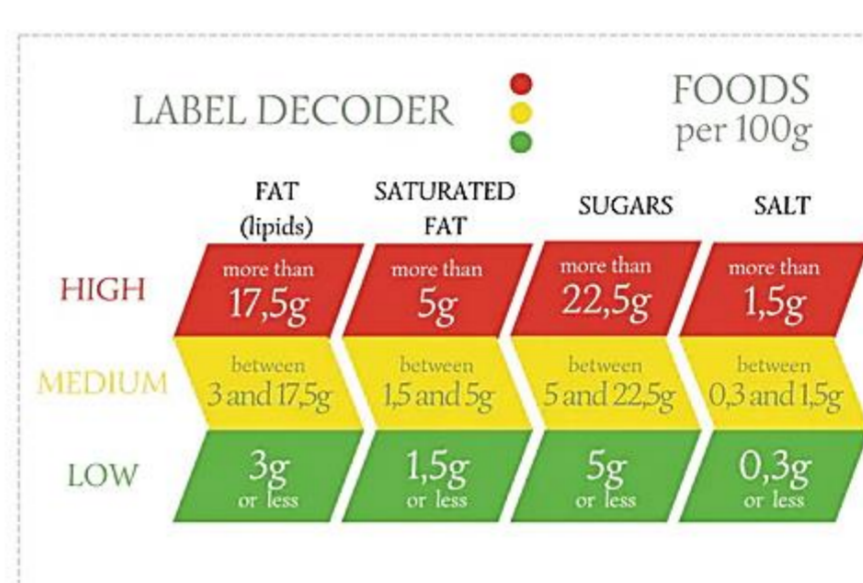 LABEL DECODER
FOODS
per 100g
FAT
(lipids)
SATURATED
FAT
SUGARS
SALT
HIGH
more than
17,5g
more than
5g
more than
22,5g
more than
1,5g
MEDIUM
between
3 and 17,5g
between
1,5 and 5g
between
5 and 22,5g
between
0,3 and 1,5g
LOW
3g
or less
1,5g
or less
5g
or less
0,3g
or less